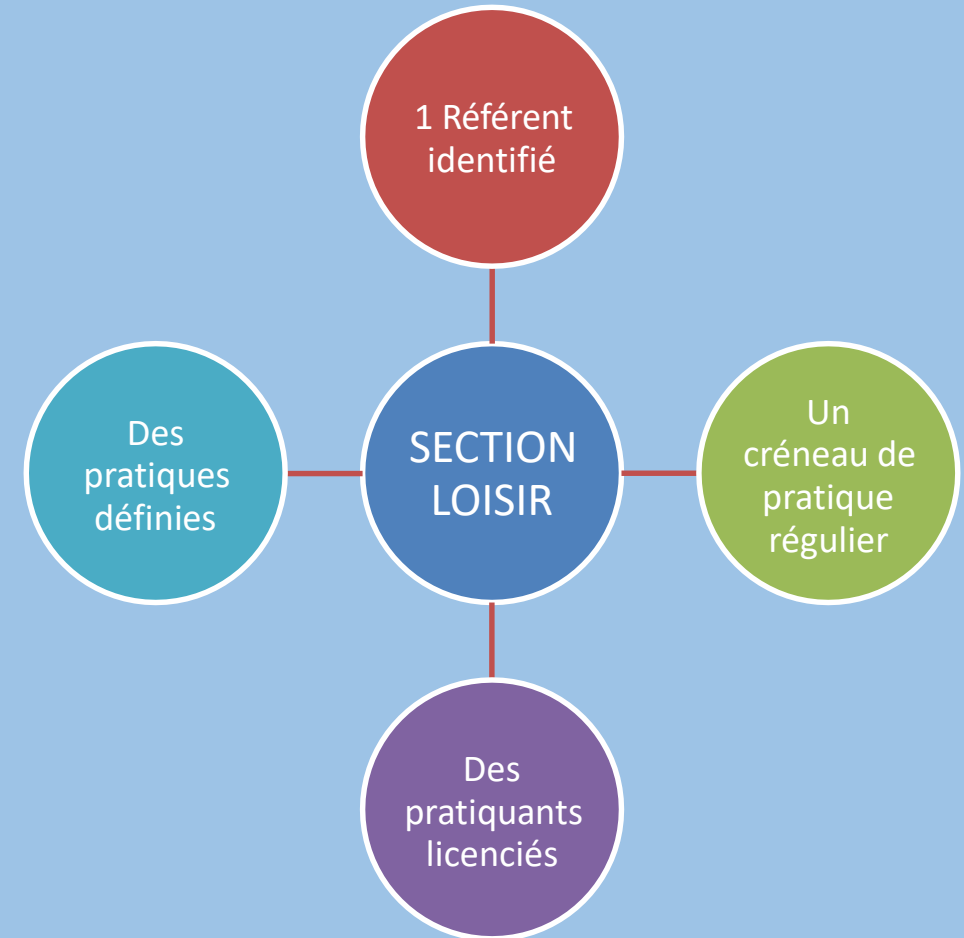 1 Référent
identifié
Des
pratiques
définies
SECTION
LOISIR
Un
créneau de
pratique
régulier
Des
pratiquants
licenciés